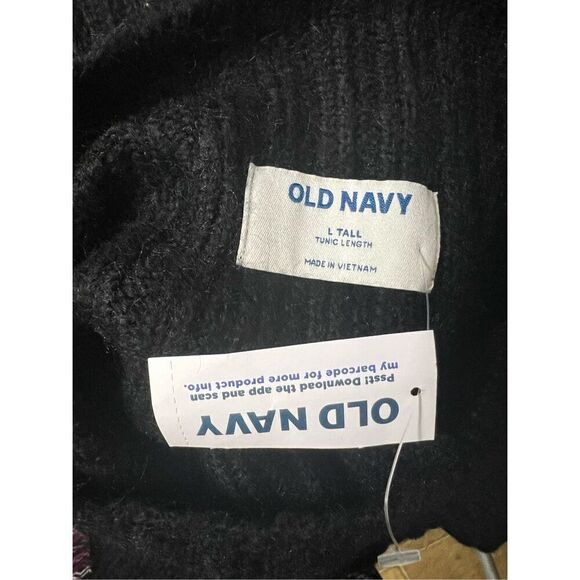 OLD NAVY
L TALL
TUNIC LENGTH
MADE IN VIETNAM
OLD NAVY
Psst! Download the app and scan
my barcode for more product info.